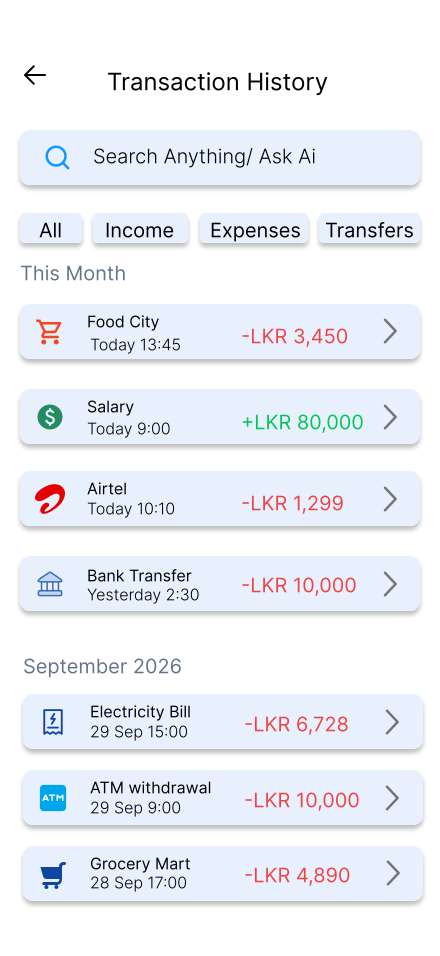 Transaction History
Search Anything/ Ask Ai
All Income Expenses Transfers
This Month
Food City
Today 13:45
-LKR 3,450
Salary
Today 9:00
+LKR 80,000
Airtel
Today 10:10
-LKR 1,299
Bank Transfer
Yesterday 2:30
-LKR 10,000
September 2026
Electricity Bill
29 Sep 15:00
-LKR 6,728
ATM
ATM withdrawal
29 Sep 9:00
-LKR 10,000
Grocery Mart
28 Sep 17:00
-LKR 4,890